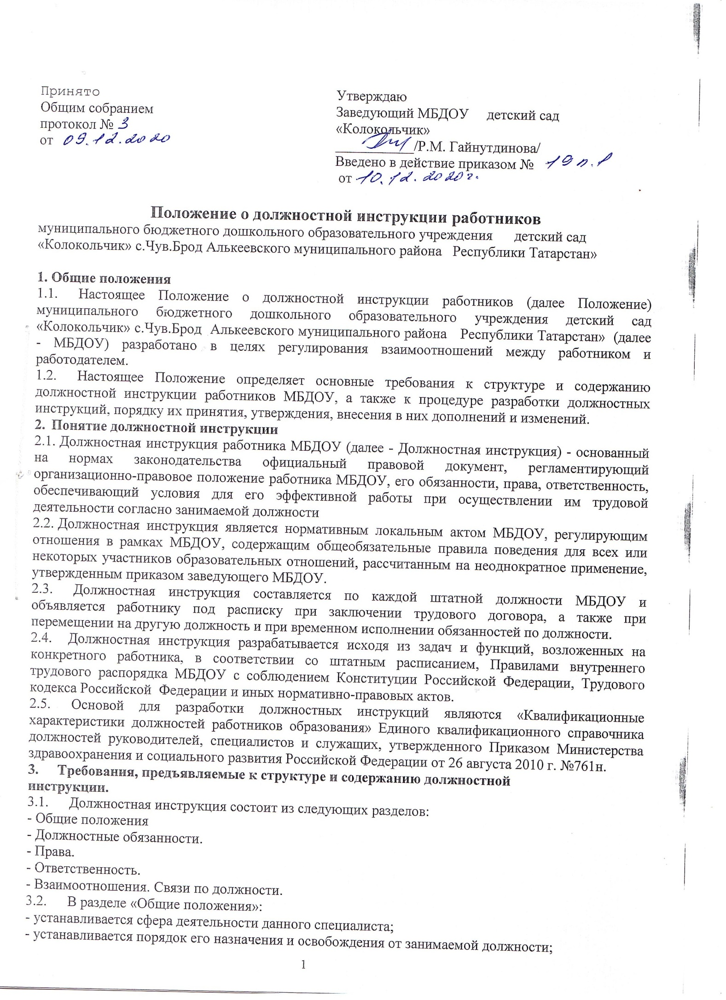 Принято
Общим собранием
протокол № 3
от 09.12.2020
Утверждаю
Заведующий МБДОУ детский сад
«Колокольчик»
____________/Р.М. Гайнутдинова/
Введено в действие приказом № 19 п.1
от 10.12.2020г.
Положение о должностной инструкции работников
муниципального бюджетного дошкольного образовательного учреждения детский сад
«Колокольчик» с.Чув.Брод Алькеевского муниципального района Республики Татарстан»
1. Общие положения
1.1. Настоящее Положение о должностной инструкции работников (далее Положение)
муниципального бюджетного дошкольного образовательного учреждения детский сад
«Колокольчик» с.Чув.Брод Алькеевского муниципального района Республики Татарстан» (далее
- МБДОУ) разработано в целях регулирования взаимоотношений между работником и
работодателем.
1.2. Настоящее Положение определяет основные требования к структуре и содержанию
должностной инструкции работников МБДОУ, а также к процедуре разработки должностных
инструкций, порядку их принятия, утверждения, внесения в них дополнений и изменений.
2. Понятие должностной инструкции
2.1. Должностная инструкция работника МБДОУ (далее - Должностная инструкция) - основанный
на нормах законодательства официальный правовой документ, регламентирующий
организационно-правовое положение работника МБДОУ, его обязанности, права, ответственность,
обеспечивающий условия для его эффективной работы при осуществлении им трудовой
деятельности согласно занимаемой должности
2.2. Должностная инструкция является нормативным локальным актом МБДОУ, регулирующим
отношения в рамках МБДОУ, содержащим общеобязательные правила поведения для всех или
некоторых участников образовательных отношений, рассчитанным на неоднократное применение,
утвержденным приказом заведующего МБДОУ.
2.3. Должностная инструкция составляется по каждой штатной должности МБДОУ и
объявляется работнику под расписку при заключении трудового договора, а также при
перемещении на другую должность и при временном исполнении обязанностей по должности.
2.4. Должностная инструкция разрабатывается исходя из задач и функций, возложенных на
конкретного работника, в соответствии со штатным расписанием, Правилами внутреннего
трудового распорядка МБДОУ с соблюдением Конституции Российской Федерации, Трудового
кодекса Российской Федерации и иных нормативно-правовых актов.
2.5. Основой для разработки должностных инструкций являются «Квалификационные
характеристики должностей работников образования» Единого квалификационного справочника
должностей руководителей, специалистов и служащих, утвержденного Приказом Министерства
здравоохранения и социального развития Российской Федерации от 26 августа 2010 г. №761н.
3. Требования, предъявляемые к структуре и содержанию должностной
инструкции.
3.1. Должностная инструкция состоит из следующих разделов:
- Общие положения
- Должностные обязанности.
- Права.
- Ответственность.
- Взаимоотношения. Связи по должности.
3.2. В разделе «Общие положения»:
- устанавливается сфера деятельности данного специалиста;
- устанавливается порядок его назначения и освобождения от занимаемой должности;
1